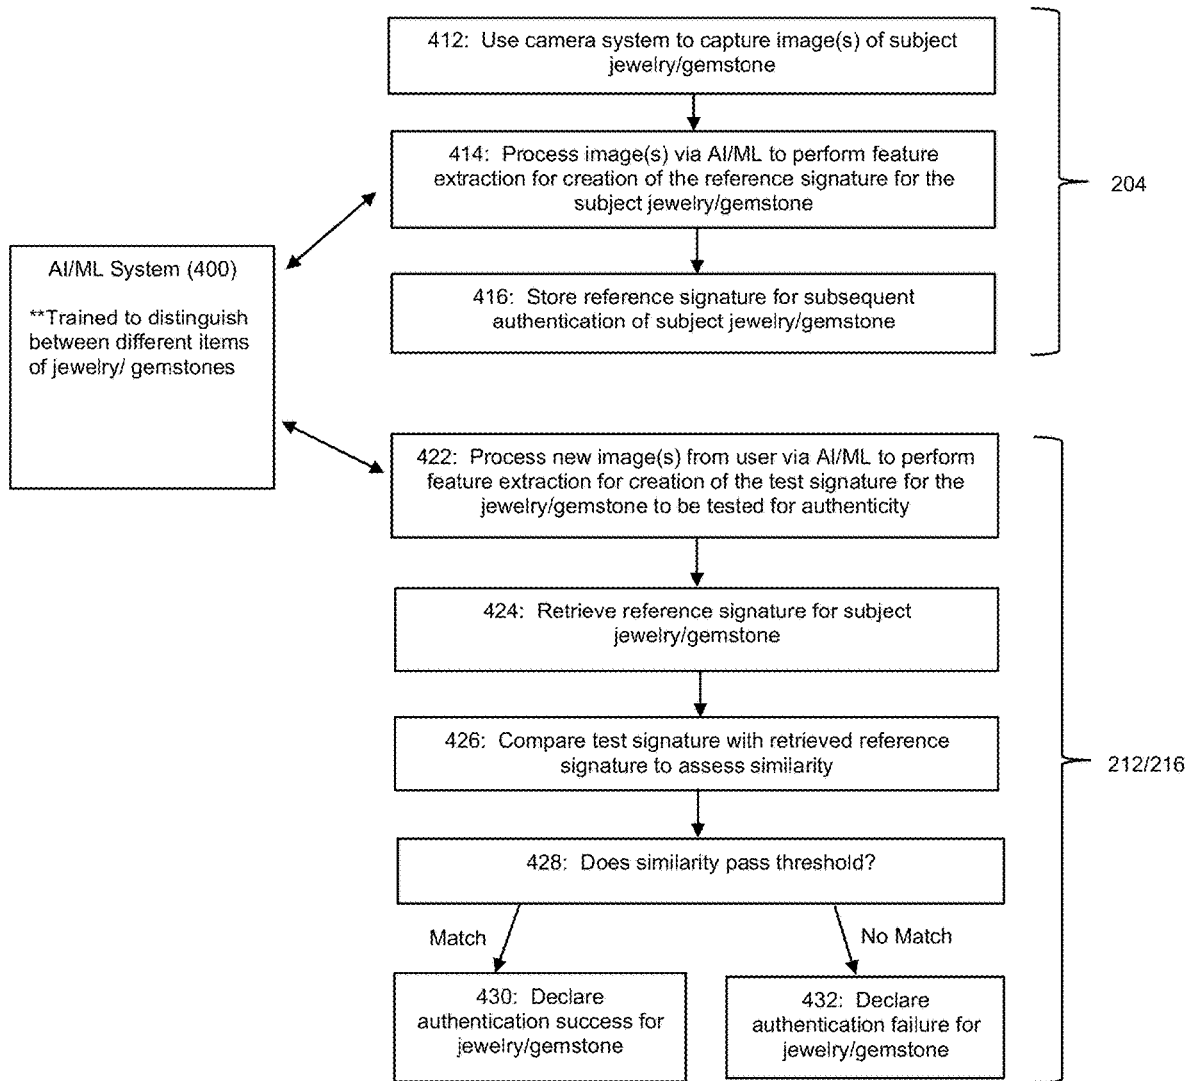 412: Use camera system to capture image(s) of subject
jewelry/gemstone
414: Process image(s) via AI/ML to perform feature
extraction for creation of the reference signature for the
subject jewelry/gemstone
204
AI/ML System (400)
**Trained to distinguish
between different items
of jewelry/ gemstones
416: Store reference signature for subsequent
authentication of subject jewelry/gemstone
422: Process new image(s) from user via AI/ML to perform
feature extraction for creation of the test signature for the
jewelry/gemstone to be tested for authenticity
424: Retrieve reference signature for subject
jewelry/gemstone
426: Compare test signature with retrieved reference
signature to assess similarity
212/216
428: Does similarity pass threshold?
Match
No Match
430: Declare
authentication success for
jewelry/gemstone
432: Declare
authentication failure for
jewelry/gemstone